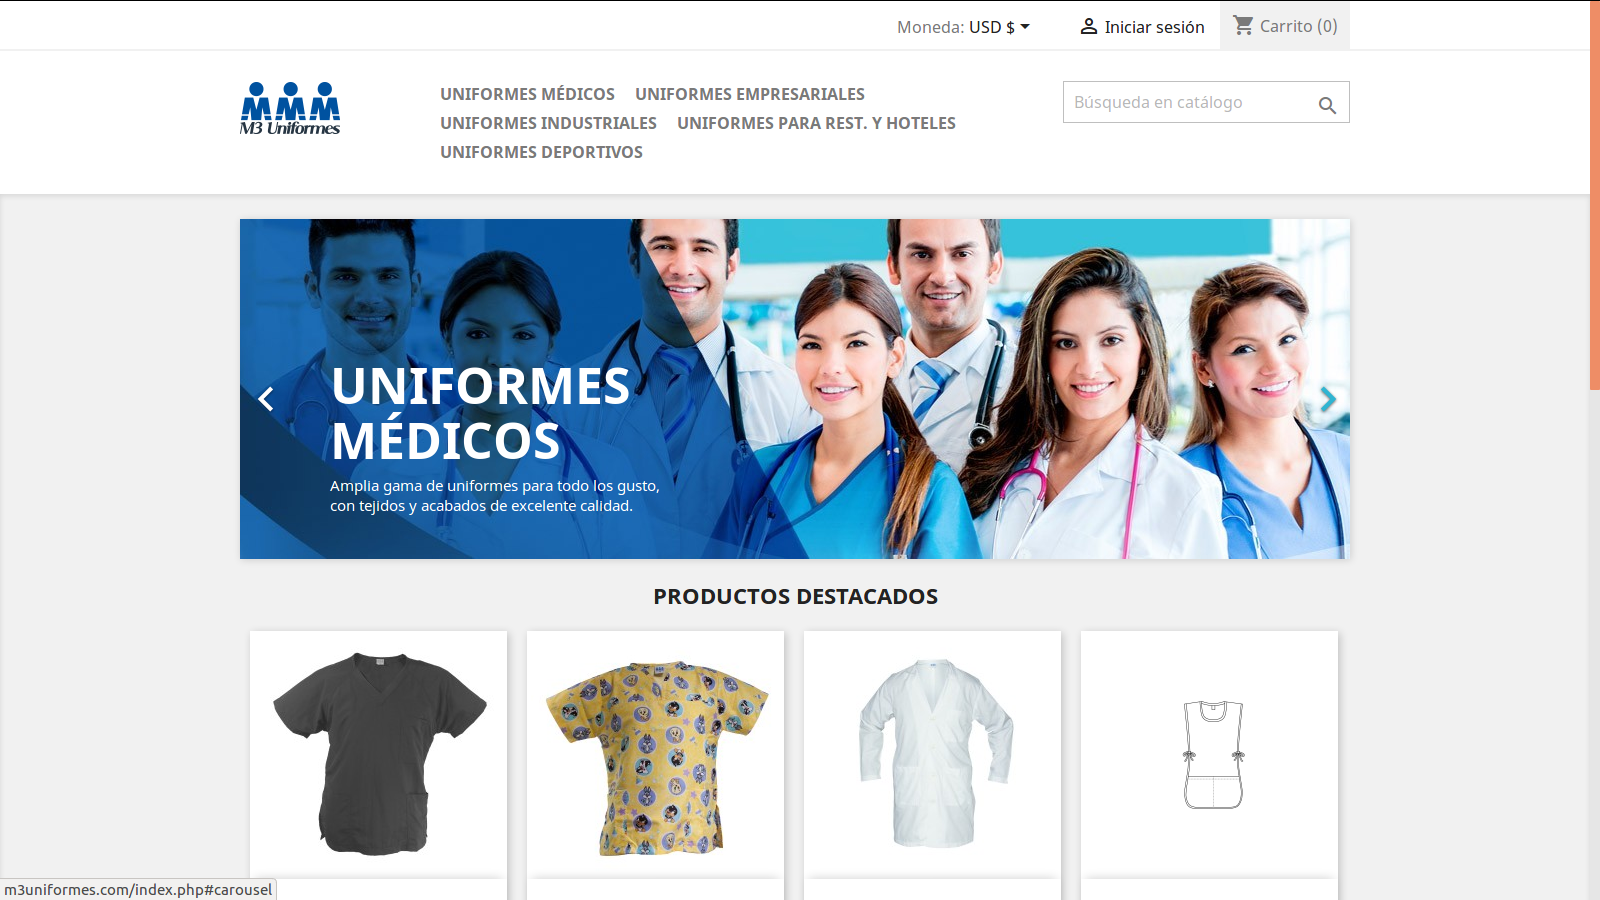 Moneda: USD $
Iniciar sesión
Carrito (0)
M3 Uniformes
UNIFORMES MÉDICOS
UNIFORMES EMPRESARIALES
UNIFORMES INDUSTRIALES
UNIFORMES PARA REST. Y HOTELES
UNIFORMES DEPORTIVOS
Búsqueda en catálogo
UNIFORMES
MÉDICOS
Amplia gama de uniformes para todo los gusto,
con tejidos y acabados de excelente calidad.
PRODUCTOS DESTACADOS
m3uniformes.com/index.php#carousel